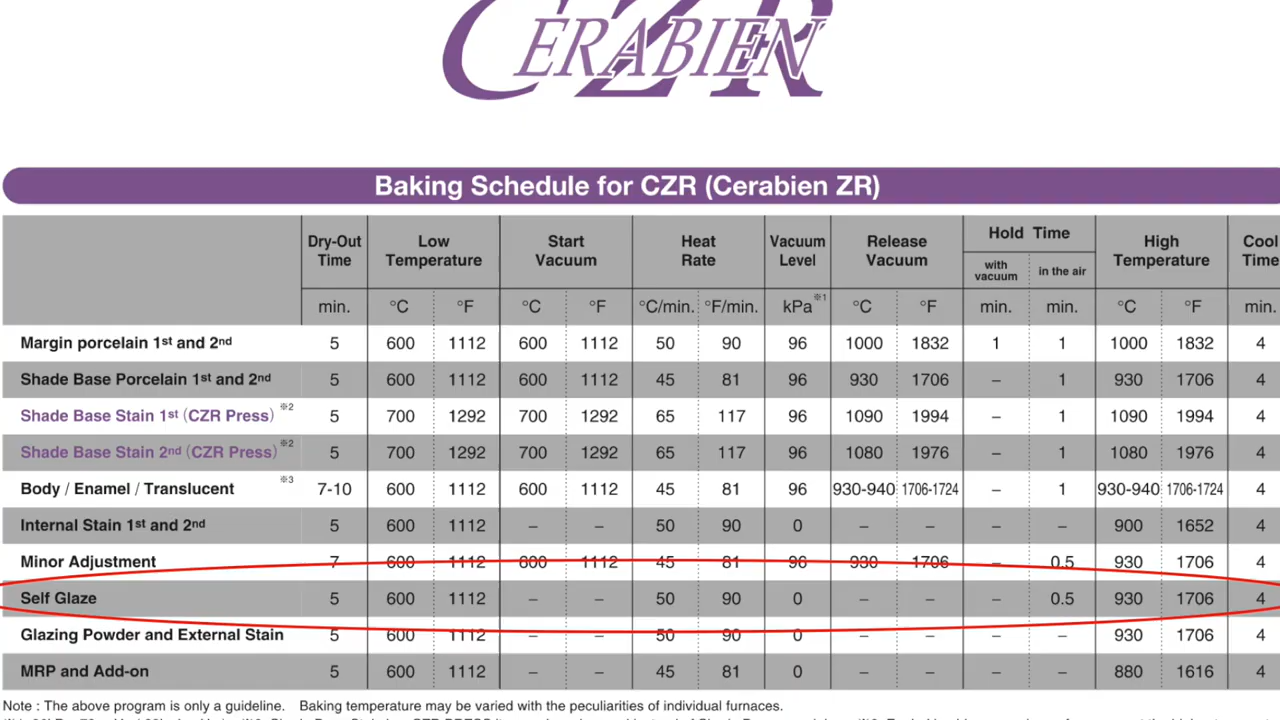 CZR
CERABIEN
Baking Schedule for CZR (Cerabien ZR)
Dry-Out Time Low Temperature Start Vacuum Heat Rate Vacuum Level Release Vacuum Hold Time High Temperature Cool Time
with vacuum in the air
min. °C °F °C °F °C/min. °F/min. kPa※1 °C °F min. min. °C °F min.
Margin porcelain 1st and 2nd 5 600 1112 600 1112 50 90 96 1000 1832 1 1 1000 1832 4
Shade Base Porcelain 1st and 2nd 5 600 1112 600 1112 45 81 96 930 1706 – 1 930 1706 4
Shade Base Stain 1st (CZR Press) ※2 5 700 1292 700 1292 65 117 96 1090 1994 – 1 1090 1994 4
Shade Base Stain 2nd (CZR Press) ※2 5 700 1292 700 1292 65 117 96 1080 1976 – 1 1080 1976 4
Body / Enamel / Translucent ※3 7-10 600 1112 600 1112 45 81 96 930-940 1706-1724 – 1 930-940 1706-1724 4
Internal Stain 1st and 2nd 5 600 1112 – – 50 90 0 – – – – 900 1652 4
Minor Adjustment 7 600 1112 600 1112 45 81 96 930 1706 – 0.5 930 1706 4
Self Glaze 5 600 1112 – – 50 90 0 – – – 0.5 930 1706 4
Glazing Powder and External Stain 5 600 1112 – – 50 90 0 – – – – 930 1706 4
MRP and Add-on 5 600 1112 – – 45 81 0 – – – – 880 1616 4
Note : The above program is only a guideline. Baking temperature may be varied with the peculiarities of individual furnaces.